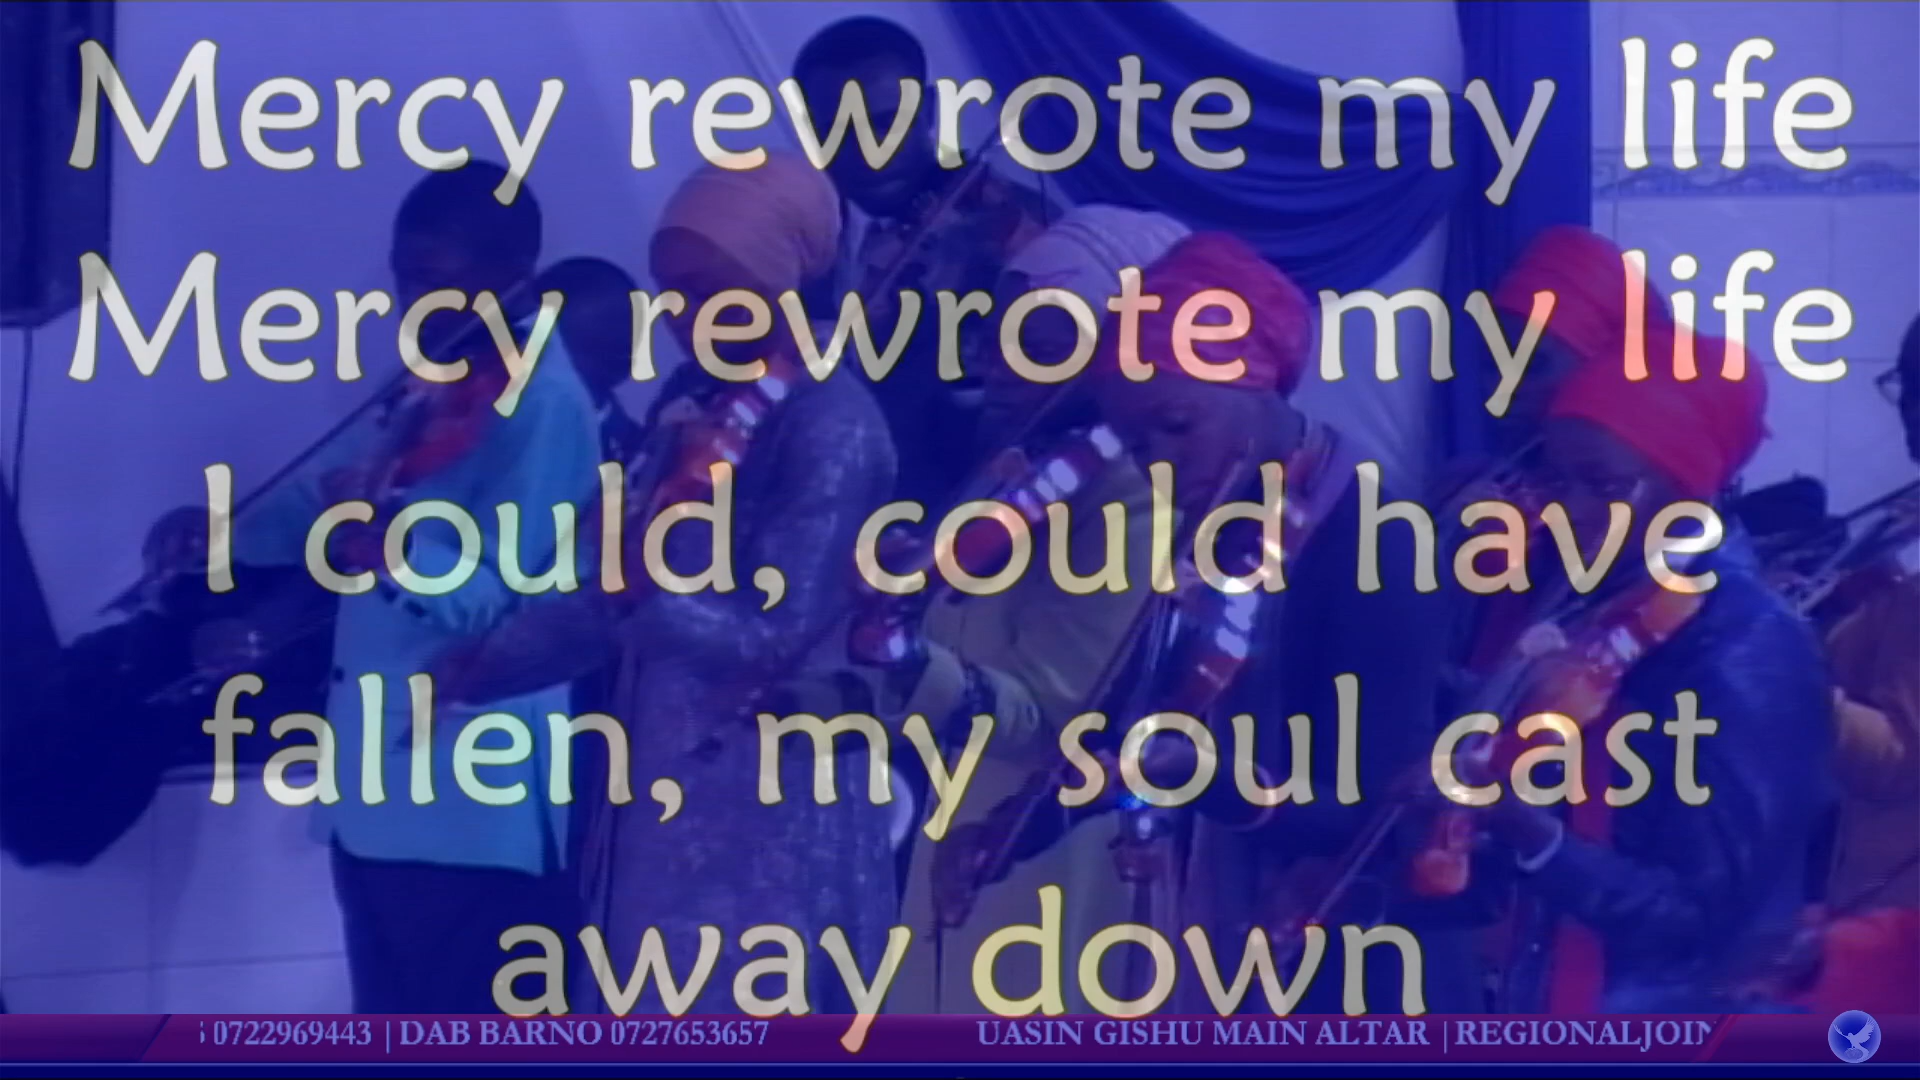 Mercy rewrote my life
Mercy rewrote my life
I could, could have
fallen, my soul cast
away down
0722969443 | DAB BARNO 0727653657 UASIN GISHU MAIN ALTAR | REGIONALJOIN